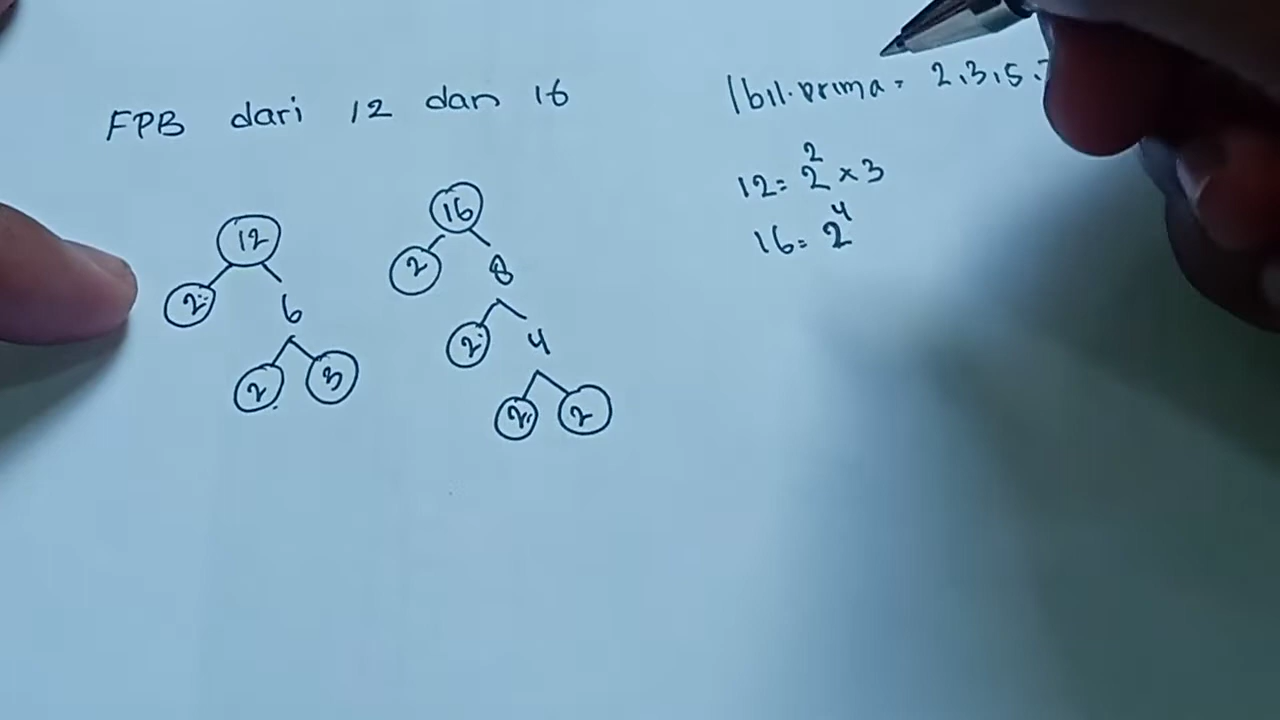 FPB dari 12 dan 16
12
2 6
2 3
16
2 8
2 4
2 2
bil. prima = 2,3,5.
12 = 2² × 3
16 = 2⁴